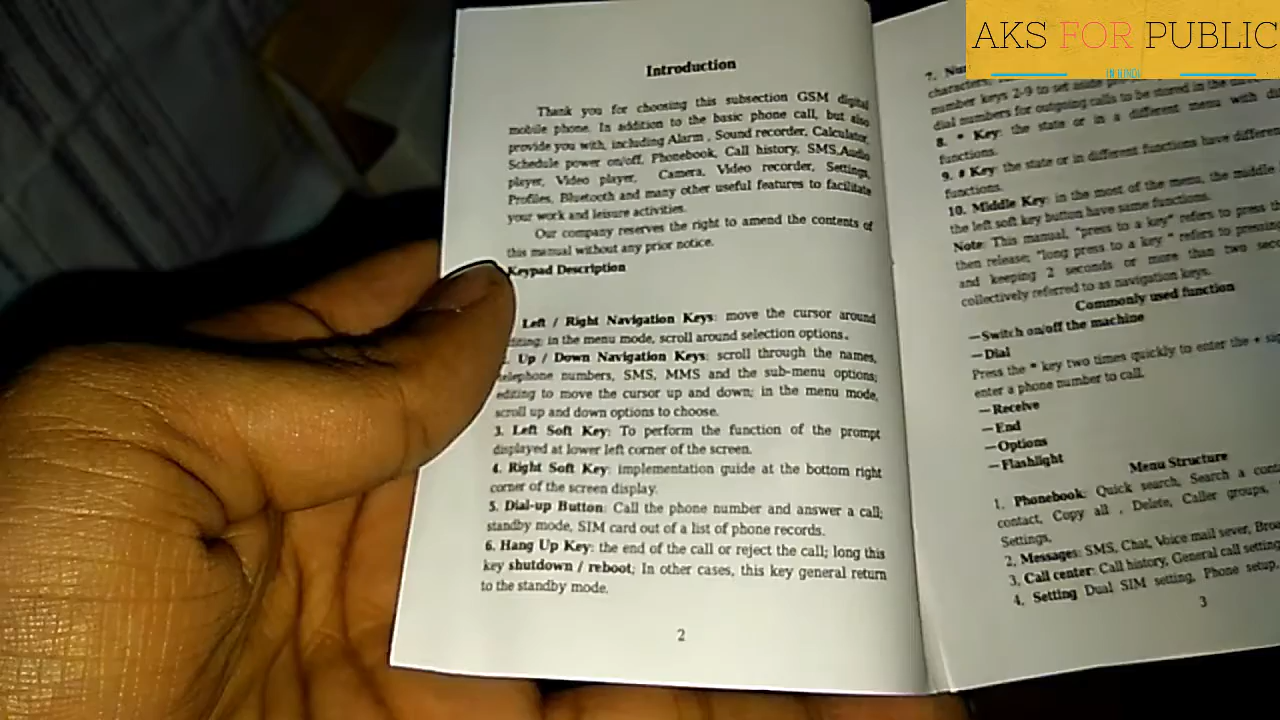 AKS FOR PUBLIC
IN HINDI
Introduction
Thank you for choosing this subsection GSM digital
mobile phone. In addition to the basic phone call, but also
provide you with, including Alarm , Sound recorder, Calculator,
Schedule power on/off, Phonebook, Call history, SMS,Audio
player, Video player, Camera, Video recorder, Settings,
Profiles, Bluetooth and many other useful features to facilitate
your work and leisure activities.
Our company reserves the right to amend the contents of
this manual without any prior notice.
Keypad Description
Left / Right Navigation Keys: move the cursor around
in the menu mode, scroll around selection options.
Up / Down Navigation Keys: scroll through the names,
telephone numbers, SMS, MMS and the sub-menu options;
editing to move the cursor up and down; in the menu mode,
scroll up and down options to choose.
3. Left Soft Key: To perform the function of the prompt
displayed at lower left corner of the screen.
4. Right Soft Key: implementation guide at the bottom right
corner of the screen display.
5. Dial-up Button: Call the phone number and answer a call;
standby mode, SIM card out of a list of phone records.
6. Hang Up Key: the end of the call or reject the call; long this
key shutdown / reboot; In other cases, this key general return
to the standby mode.
2
7.
characters,
number keys 2-9 to set aside
dial numbers for outgoing calls to be stored in the
8. * Key: the state or in a different menu with
functions.
9. # Key: the state or in different functions have
functions.
10. Middle Key: in the most of the menu, the middle
the left soft key button have same functions.
Note: This manual, "press to a key" refers to press
then release; "long press to a key " refers to
and keeping 2 seconds or more than two
collectively referred to as navigation keys.
Commonly used function
—Switch on/off the machine
—Dial
Press the * key two times quickly to enter the +
enter a phone number to call.
—Receive
—End
—Options
—Flashlight
Menu Structure
1. Phonebook: Quick search, Search a
contact, Copy all , Delete, Caller groups,
Settings.
2. Messages: SMS, Chat, Voice mail sever,
3. Call center: Call history, General call
4. Setting Dual SIM setting, Phone setup,
3